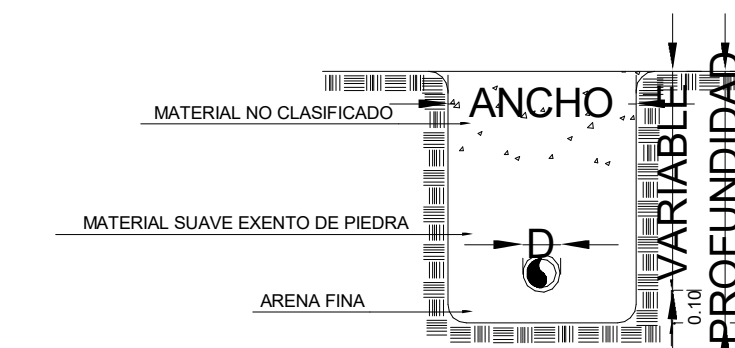 ANCHO
MATERIAL NO CLASIFICADO
MATERIAL SUAVE EXENTO DE PIEDRA
D
ARENA FINA
VARIABLE
0.10
PROFUNDIDAD